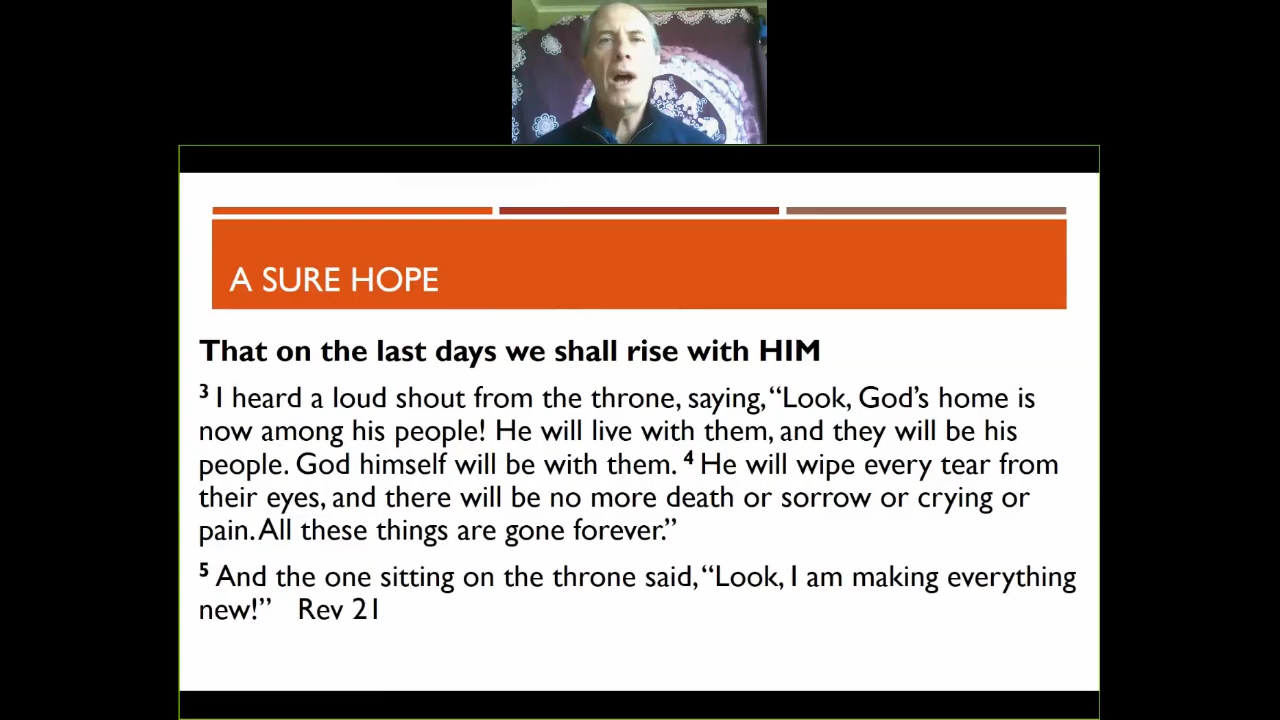 A SURE HOPE
That on the last days we shall rise with HIM
3 I heard a loud shout from the throne, saying, “Look, God’s home is
now among his people! He will live with them, and they will be his
people. God himself will be with them. 4 He will wipe every tear from
their eyes, and there will be no more death or sorrow or crying or
pain. All these things are gone forever.”
5 And the one sitting on the throne said, “Look, I am making everything
new!” Rev 21